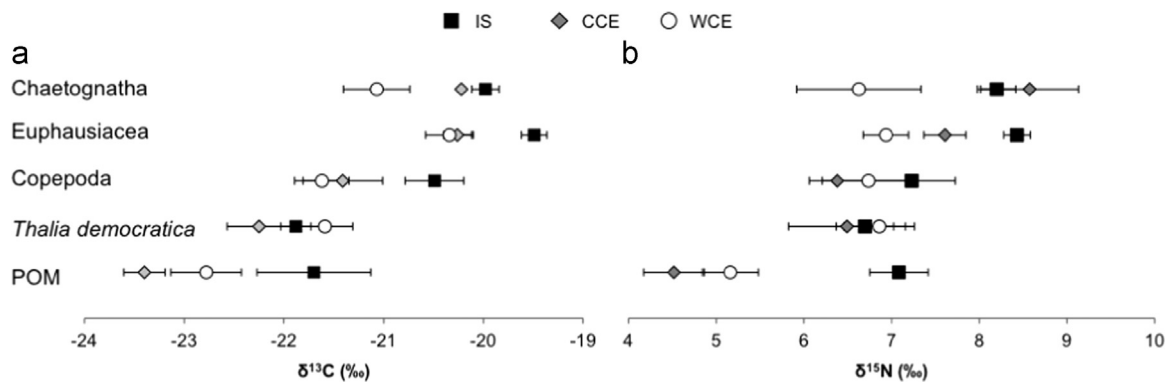 IS CCE WCE
a b
Chaetognatha
Euphausiacea
Copepoda
Thalia democratica
POM
-24 -23 -22 -21 -20 -19 4 5 6 7 8 9 10
δ¹³C (‰) δ¹⁵N (‰)